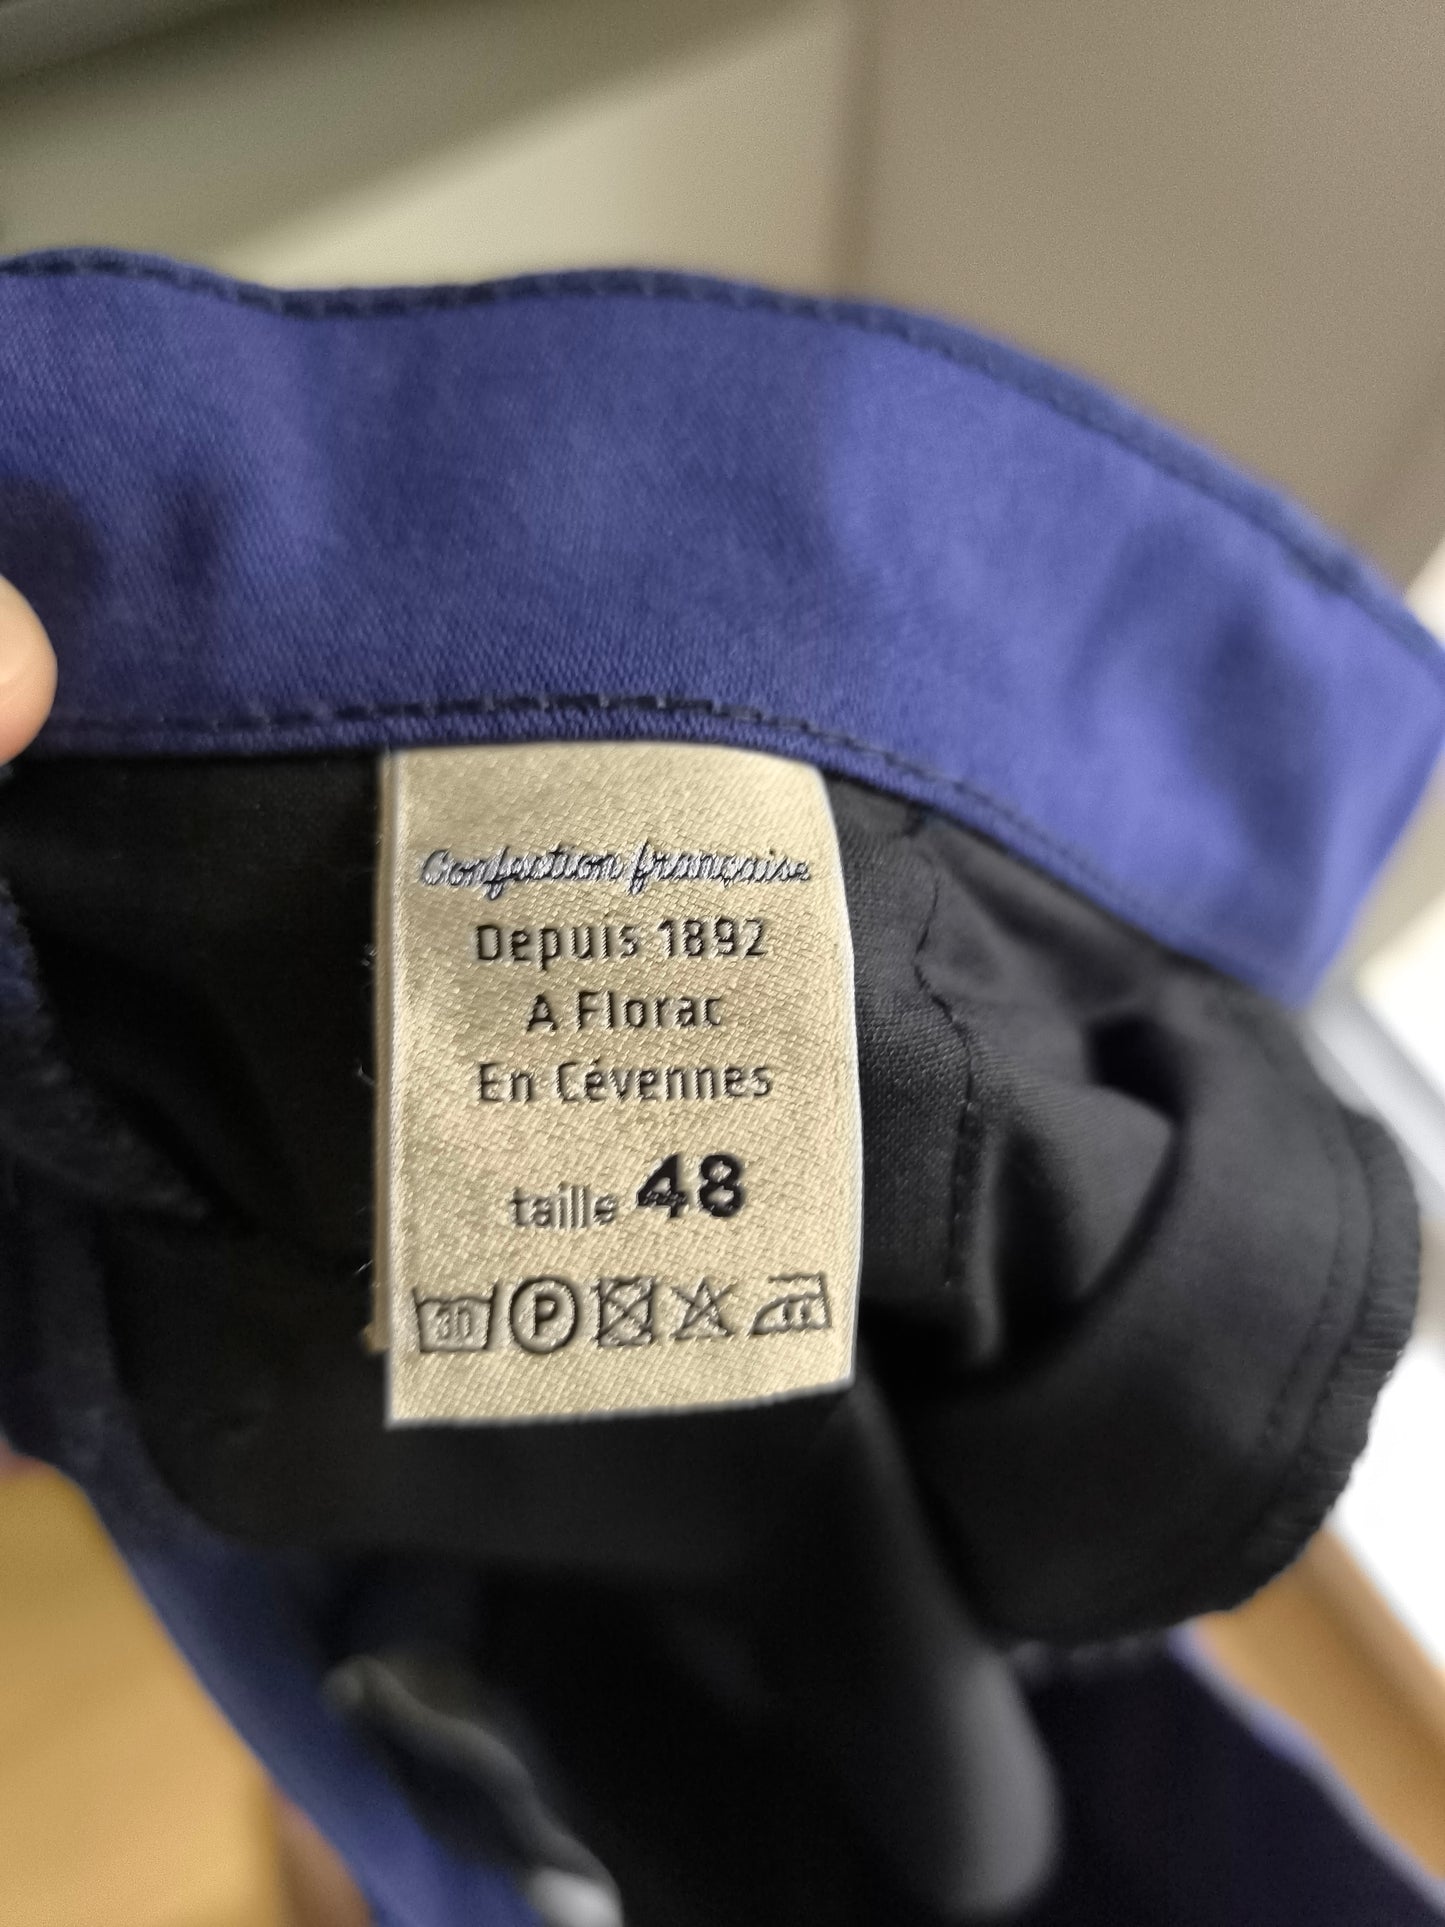 Confection française
Depuis 1892
A Florac
En Cévennes
taille 48
30 P